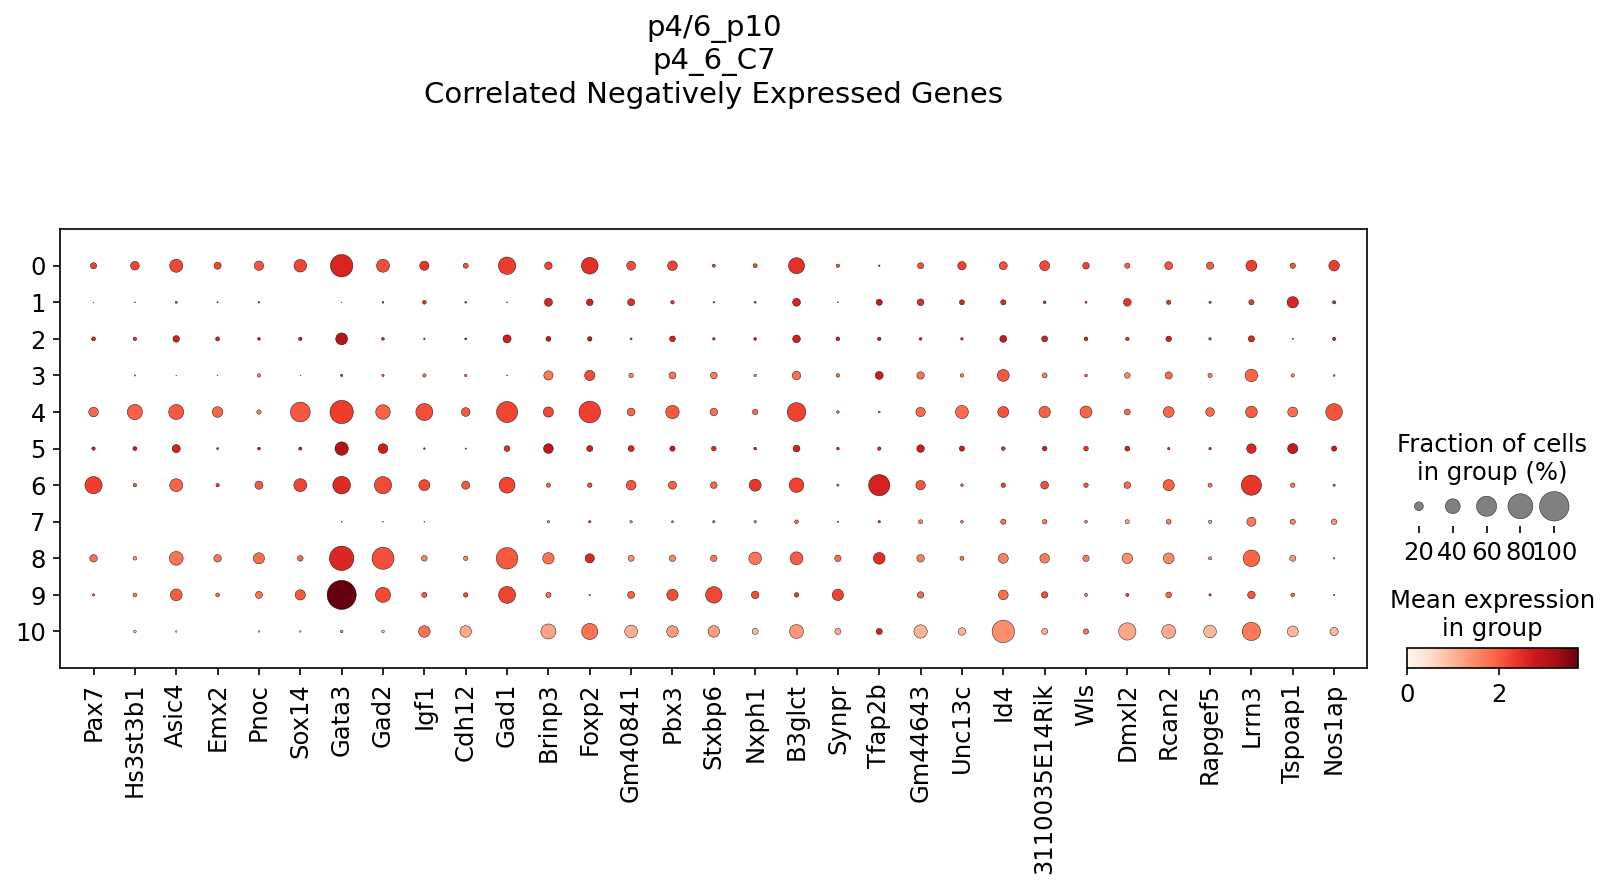 p4/6_p10
p4_6_C7
Correlated Negatively Expressed Genes
0
1
2
3
4
5
6
7
8
9
10
Pax7
Hs3st3b1
Asic4
Emx2
Pnoc
Sox14
Gata3
Gad2
Igf1
Cdh12
Gad1
Brinp3
Foxp2
Gm40841
Pbx3
Stxbp6
Nxph1
B3glct
Synpr
Tfap2b
Gm44643
Unc13c
Id4
3110035E14Rik
Wls
Dmxl2
Rcan2
Rapgef5
Lrrn3
Tspoap1
Nos1ap
Fraction of cells
in group (%)
20 40 60 80 100
Mean expression
in group
0 2